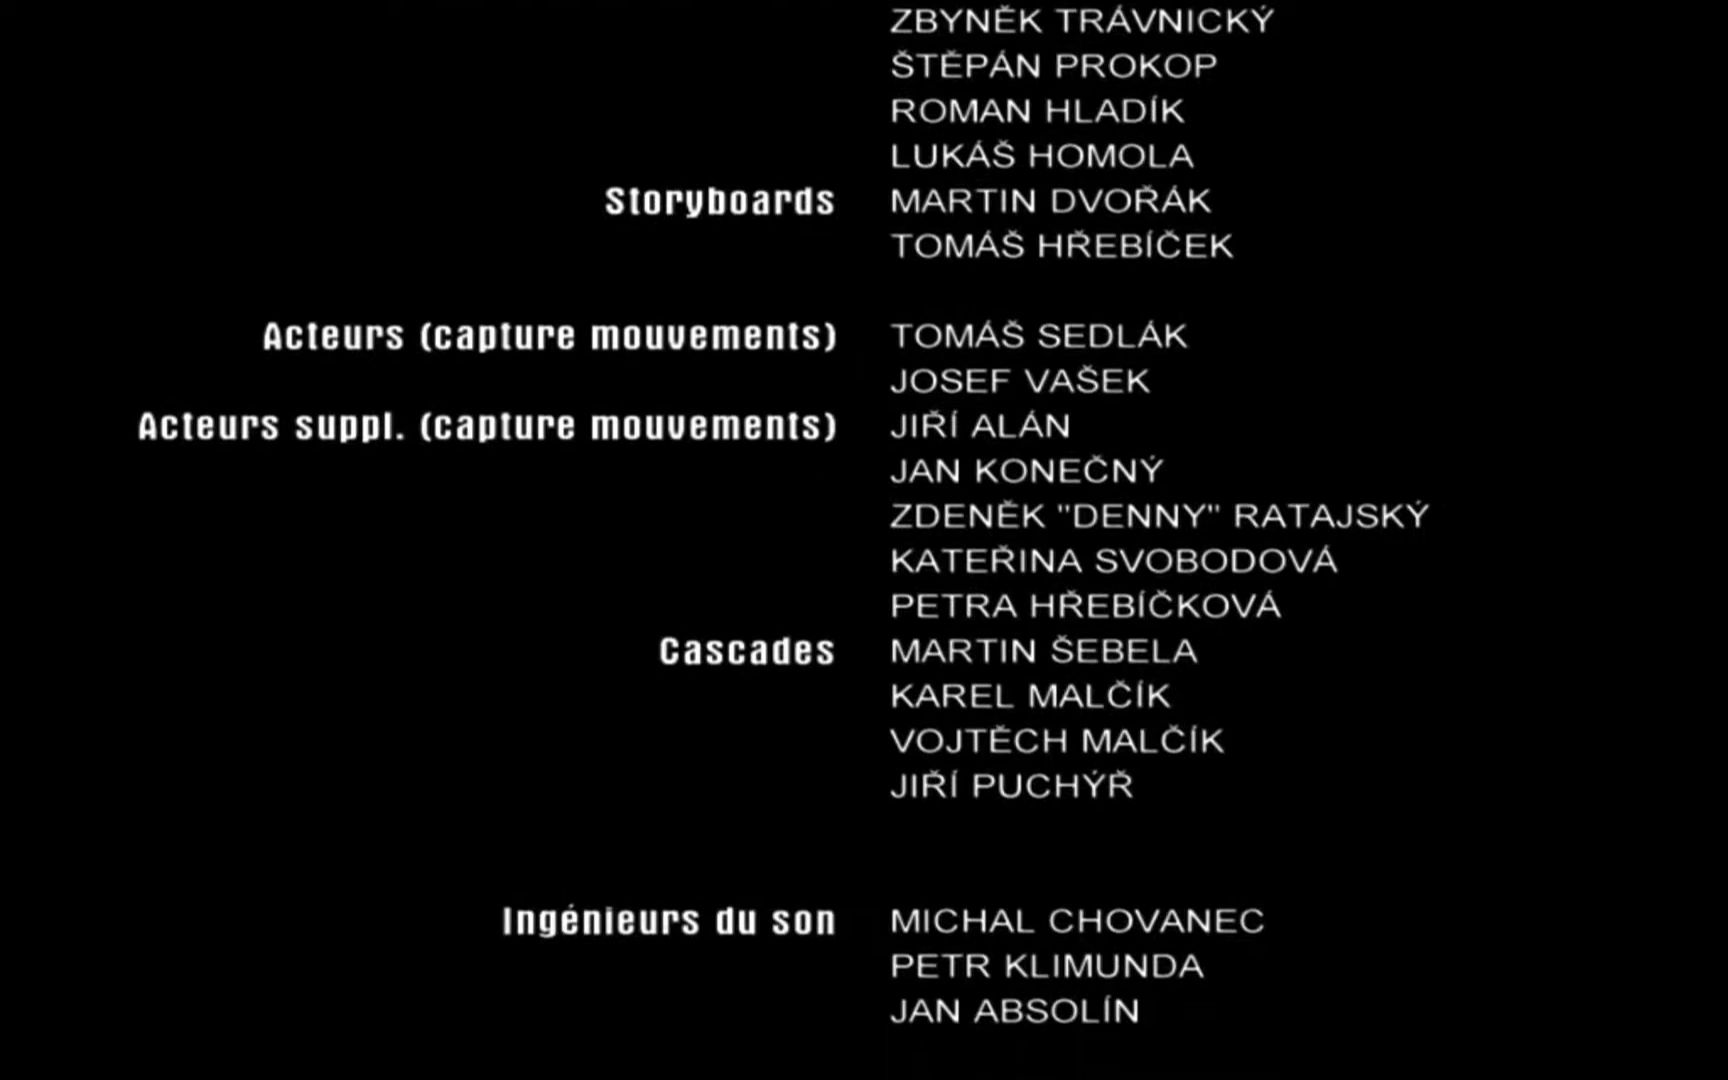 ZBYNĚK TRÁVNICKÝ
ŠTĚPÁN PROKOP
ROMAN HLADÍK
LUKÁŠ HOMOLA
Storyboards MARTIN DVOŘÁK
TOMÁŠ HŘEBÍČEK
Acteurs (capture mouvements) TOMÁŠ SEDLÁK
JOSEF VAŠEK
Acteurs suppl. (capture mouvements) JIŘÍ ALÁN
JAN KONEČNÝ
ZDENĚK "DENNY" RATAJSKÝ
KATEŘINA SVOBODOVÁ
PETRA HŘEBÍČKOVÁ
Cascades MARTIN ŠEBELA
KAREL MALČÍK
VOJTĚCH MALČÍK
JIŘÍ PUCHÝŘ
Ingénieurs du son MICHAL CHOVANEC
PETR KLIMUNDA
JAN ABSOLÍN